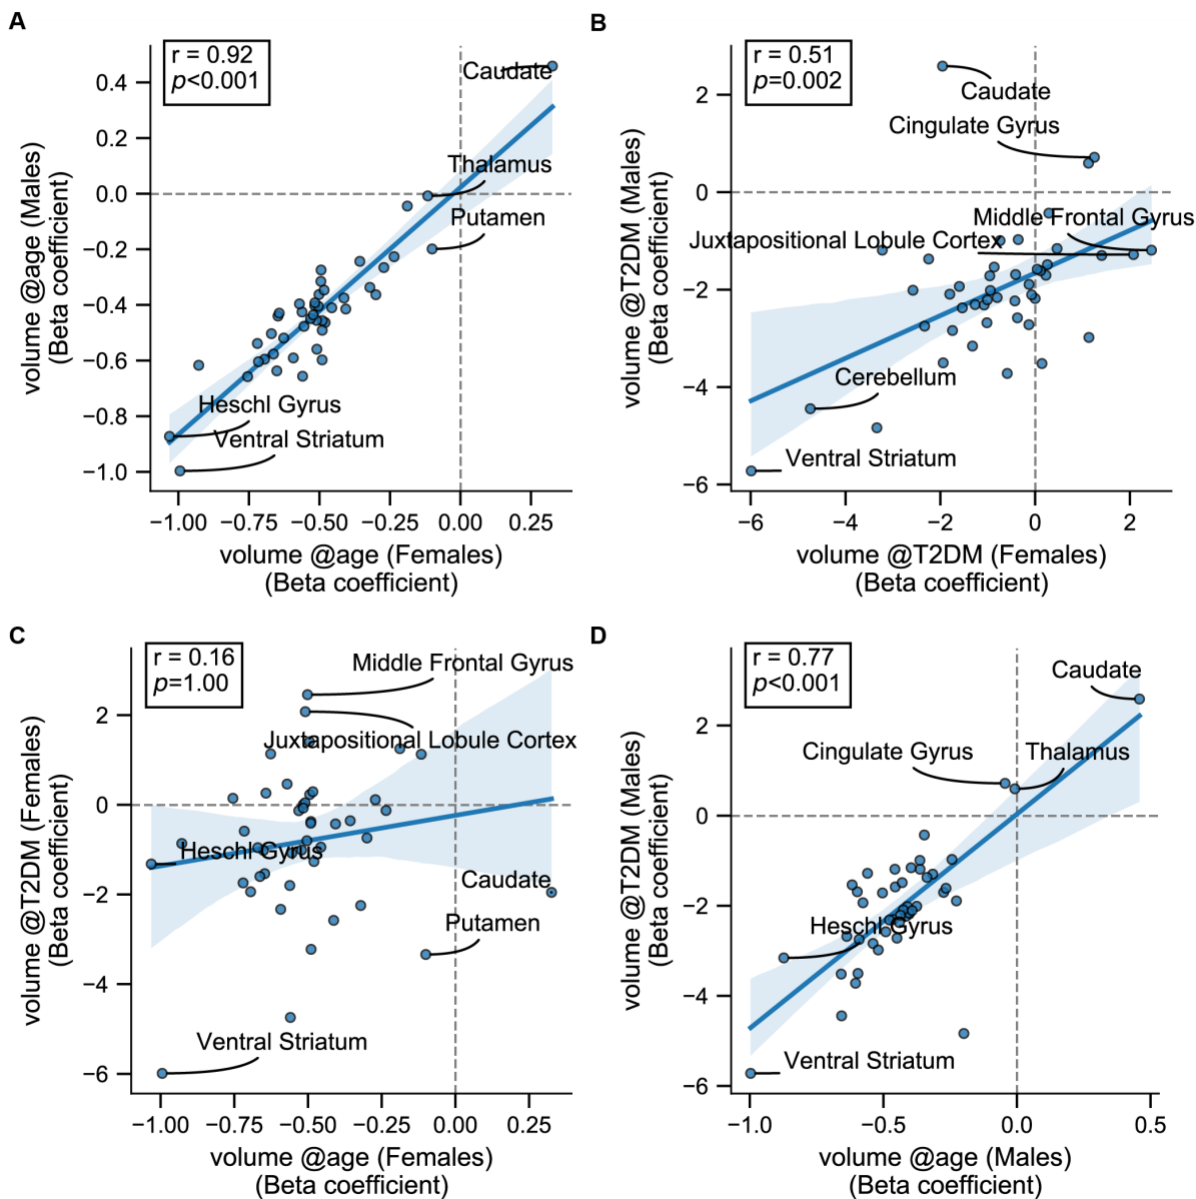 A
r = 0.92
p<0.001
Caudate
Thalamus
Putamen
Heschl Gyrus
Ventral Striatum
0.4
0.2
0.0
−0.2
−0.4
−0.6
−0.8
−1.0
−1.00 −0.75 −0.50 −0.25 0.00 0.25
volume @age (Males)
(Beta coefficient)
volume @age (Females)
(Beta coefficient)
B
r = 0.51
p=0.002
Caudate
Cingulate Gyrus
Middle Frontal Gyrus
Juxtapositional Lobule Cortex
Cerebellum
Ventral Striatum
2
0
−2
−4
−6
−6 −4 −2 0 2
volume @T2DM (Males)
(Beta coefficient)
volume @T2DM (Females)
(Beta coefficient)
C
r = 0.16
p=1.00
Middle Frontal Gyrus
Juxtapositional Lobule Cortex
Heschl Gyrus
Caudate
Putamen
Ventral Striatum
2
0
−2
−4
−6
−1.00 −0.75 −0.50 −0.25 0.00 0.25
volume @T2DM (Females)
(Beta coefficient)
volume @age (Females)
(Beta coefficient)
D
r = 0.77
p<0.001
Caudate
Cingulate Gyrus
Thalamus
Heschl Gyrus
Ventral Striatum
2
0
−2
−4
−6
−1.0 −0.5 0.0 0.5
volume @T2DM (Males)
(Beta coefficient)
volume @age (Males)
(Beta coefficient)